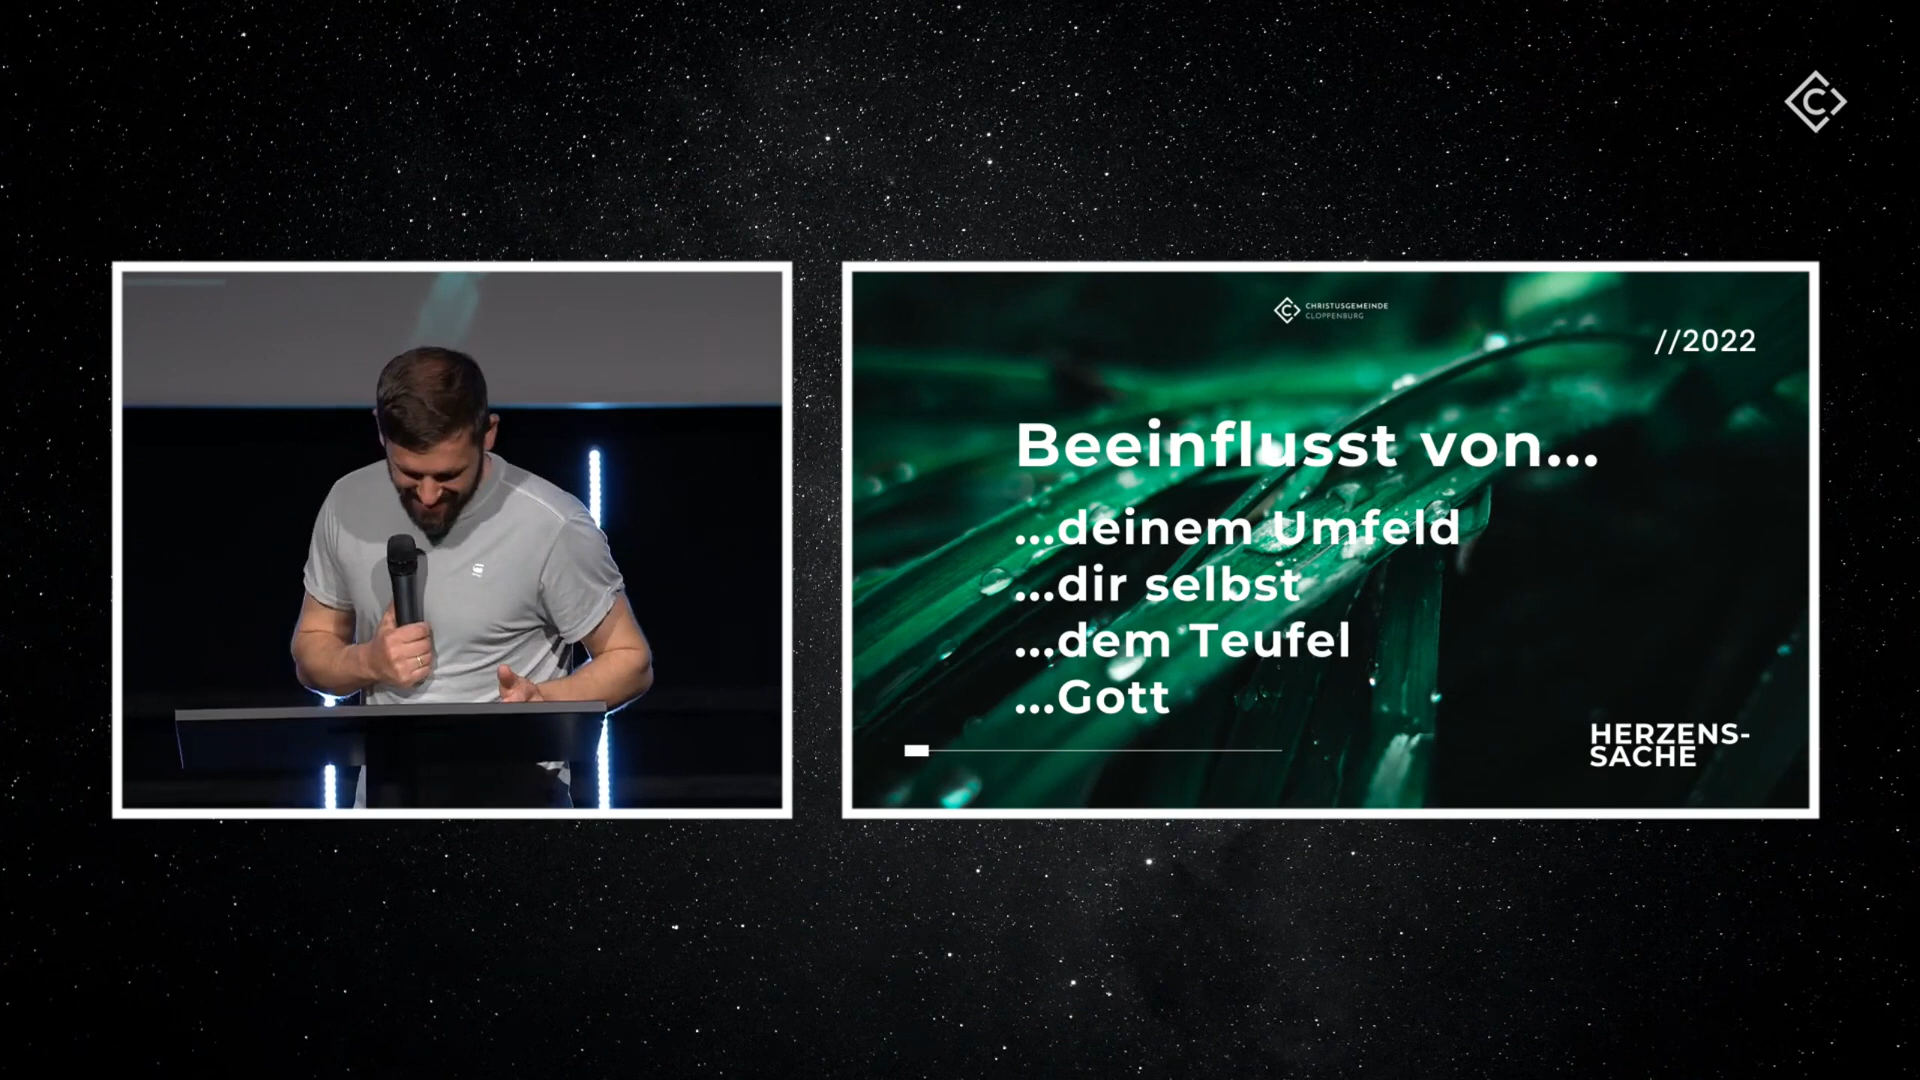 C
C CHRISTUSGEMEINDE
CLOPPENBURG
//2022
Beeinflusst von...
...deinem Umfeld
...dir selbst
...dem Teufel
...Gott
HERZENS-
SACHE